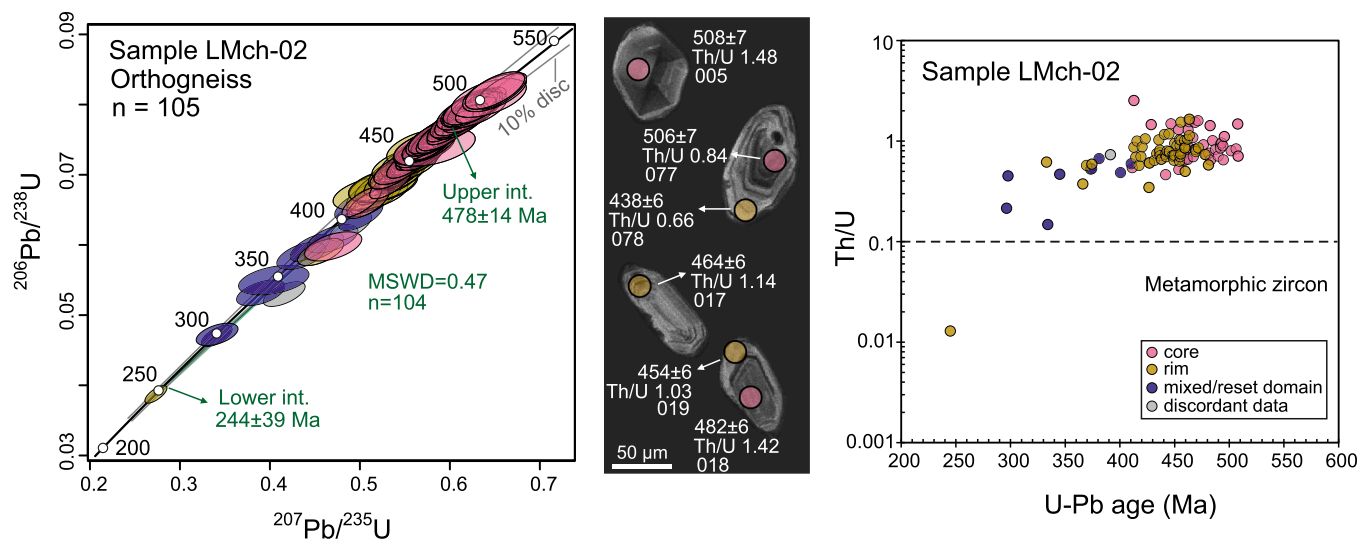 Sample LMch-02
Orthogneiss
n = 105
550
500
10% disc
450
Upper int.
478±14 Ma
400
350
MSWD=0.47
n=104
300
250
Lower int.
244±39 Ma
200
0.09
0.07
0.05
0.03
206Pb/238U
0.2
0.3
0.4
0.5
0.6
0.7
207Pb/235U
508±7
Th/U 1.48
005
506±7
Th/U 0.84
077
438±6
Th/U 0.66
078
464±6
Th/U 1.14
017
454±6
Th/U 1.03
019
482±6
Th/U 1.42
018
50 µm
Sample LMch-02
10
1
0.1
0.01
0.001
Th/U
Metamorphic zircon
core
rim
mixed/reset domain
discordant data
200
250
300
350
400
450
500
550
600
U-Pb age (Ma)